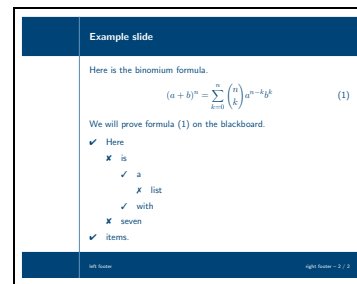 Example slide
Here is the binomium formula.
(a + b)^n = \sum_{k=0}^{n} \binom{n}{k} a^{n-k} b^k (1)
We will prove formula (1) on the blackboard.
✔ Here
✘ is
✓ a
✗ list
✓ with
✘ seven
✔ items.
left footer right footer – 2 / 2